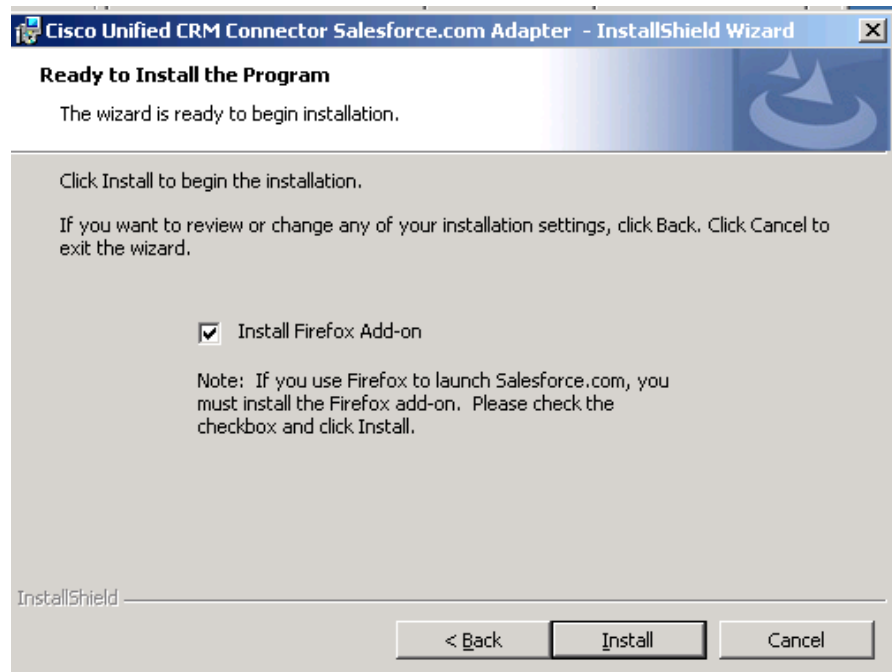 Cisco Unified CRM Connector Salesforce.com Adapter - InstallShield Wizard
Ready to Install the Program
The wizard is ready to begin installation.
Click Install to begin the installation.
If you want to review or change any of your installation settings, click Back. Click Cancel to
exit the wizard.
Install Firefox Add-on
Note: If you use Firefox to launch Salesforce.com, you
must install the Firefox add-on. Please check the
checkbox and click Install.
InstallShield
< Back
Install
Cancel